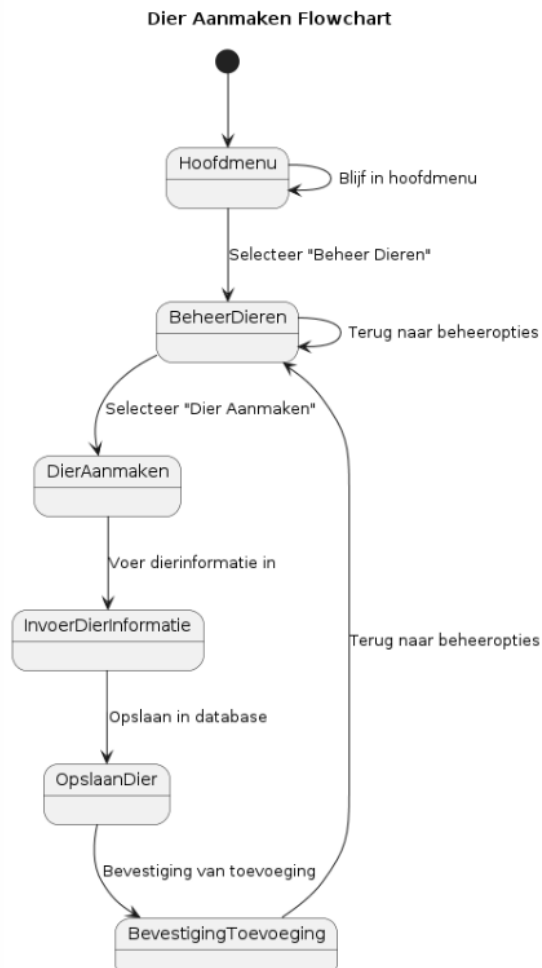 Dier Aanmaken Flowchart
Hoofdmenu
Blijf in hoofdmenu
Selecteer "Beheer Dieren"
BeheerDieren
Terug naar beheeropties
Selecteer "Dier Aanmaken"
DierAanmaken
Voer dierinformatie in
InvoerDierInformatie
Terug naar beheeropties
Opslaan in database
OpslaanDier
Bevestiging van toevoeging
BevestigingToevoeging